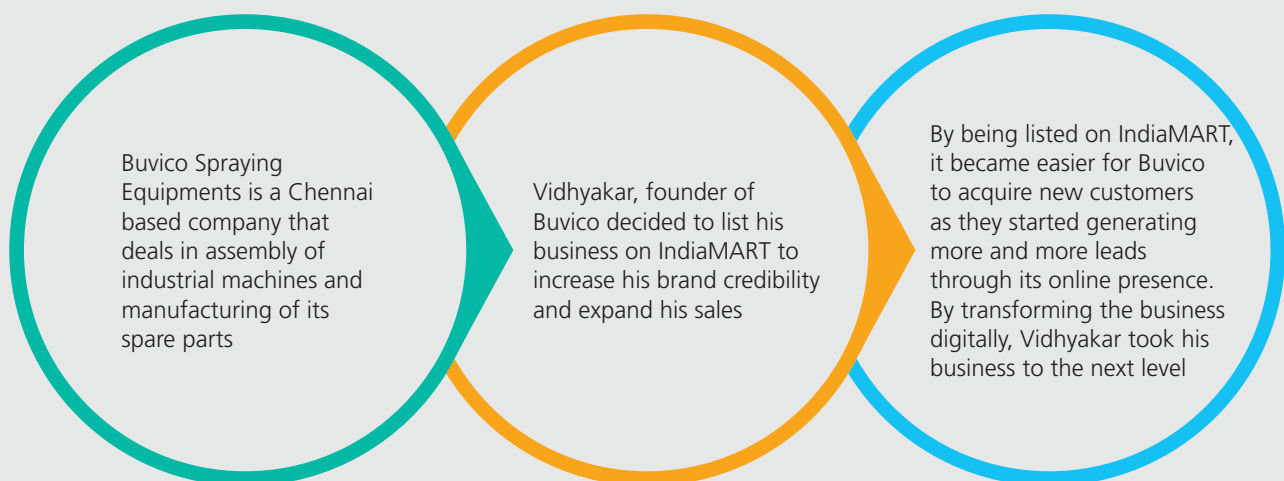 Buvico Spraying
Equipments is a Chennai
based company that
deals in assembly of
industrial machines and
manufacturing of its
spare parts
Vidhyakar, founder of
Buvico decided to list his
business on IndiaMART to
increase his brand credibility
and expand his sales
By being listed on IndiaMART,
it became easier for Buvico
to acquire new customers
as they started generating
more and more leads
through its online presence.
By transforming the business
digitally, Vidhyakar took his
business to the next level